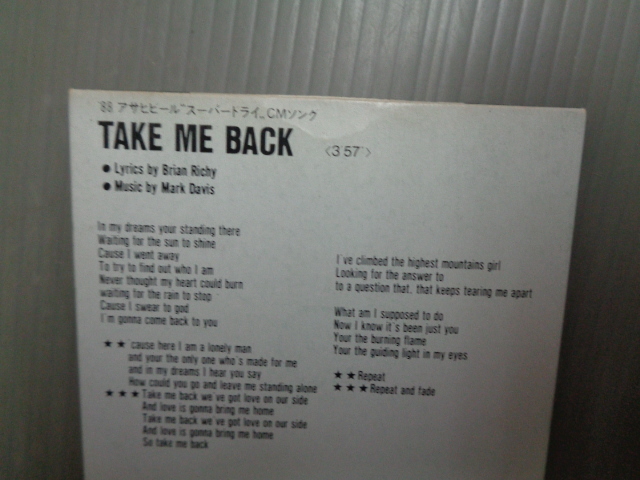 '88 アサヒビール"スーパードライ"CMソング
TAKE ME BACK 〈3'57"〉
● Lyrics by Brian Richy
● Music by Mark Davis
In my dreams your standing there
Waiting for the sun to shine
Cause I went away
To try to find out who I am
Never thought my heart could burn
waiting for the rain to stop
Cause I swear to god
I'm gonna come back to you
★★ cause here I am a lonely man
and your the only one who's made for me
and in my dreams I hear you say
How could you go and leave me standing alone
★★★Take me back we've got love on our side
And love is gonna bring me home
Take me back we've got love on our side
And love is gonna bring me home
So take me back
I've climbed the highest mountains girl
Looking for the answer to
to a question that, that keeps tearing me apart
What am I supposed to do
Now I know it's been just you
Your the burning flame
Your the guiding light in my eyes
★★Repeat
★★★Repeat and fade